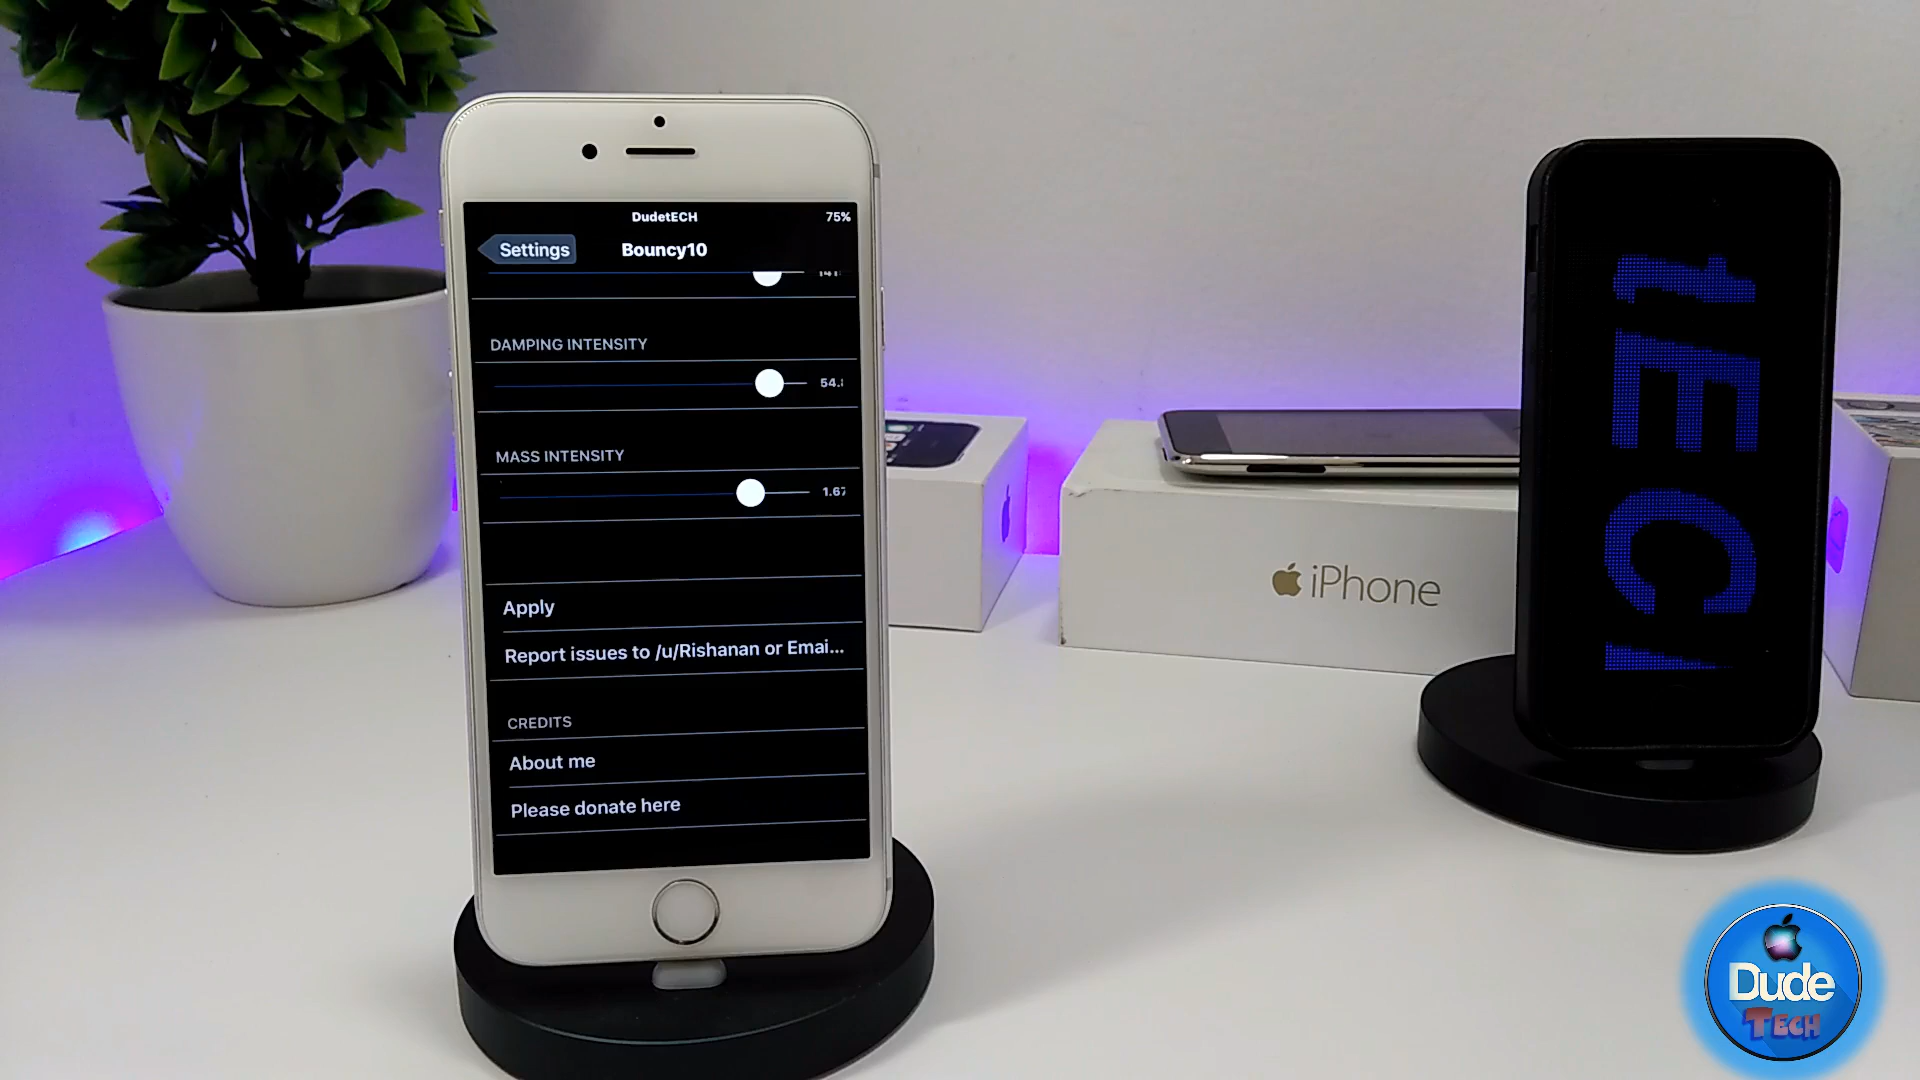 DudetECH
75%
Settings
Bouncy10
DAMPING INTENSITY
54.
MASS INTENSITY
1.67
Apply
Report issues to /u/Rishanan or Emai...
CREDITS
About me
Please donate here
iPhone
tEC
Dude
TECH